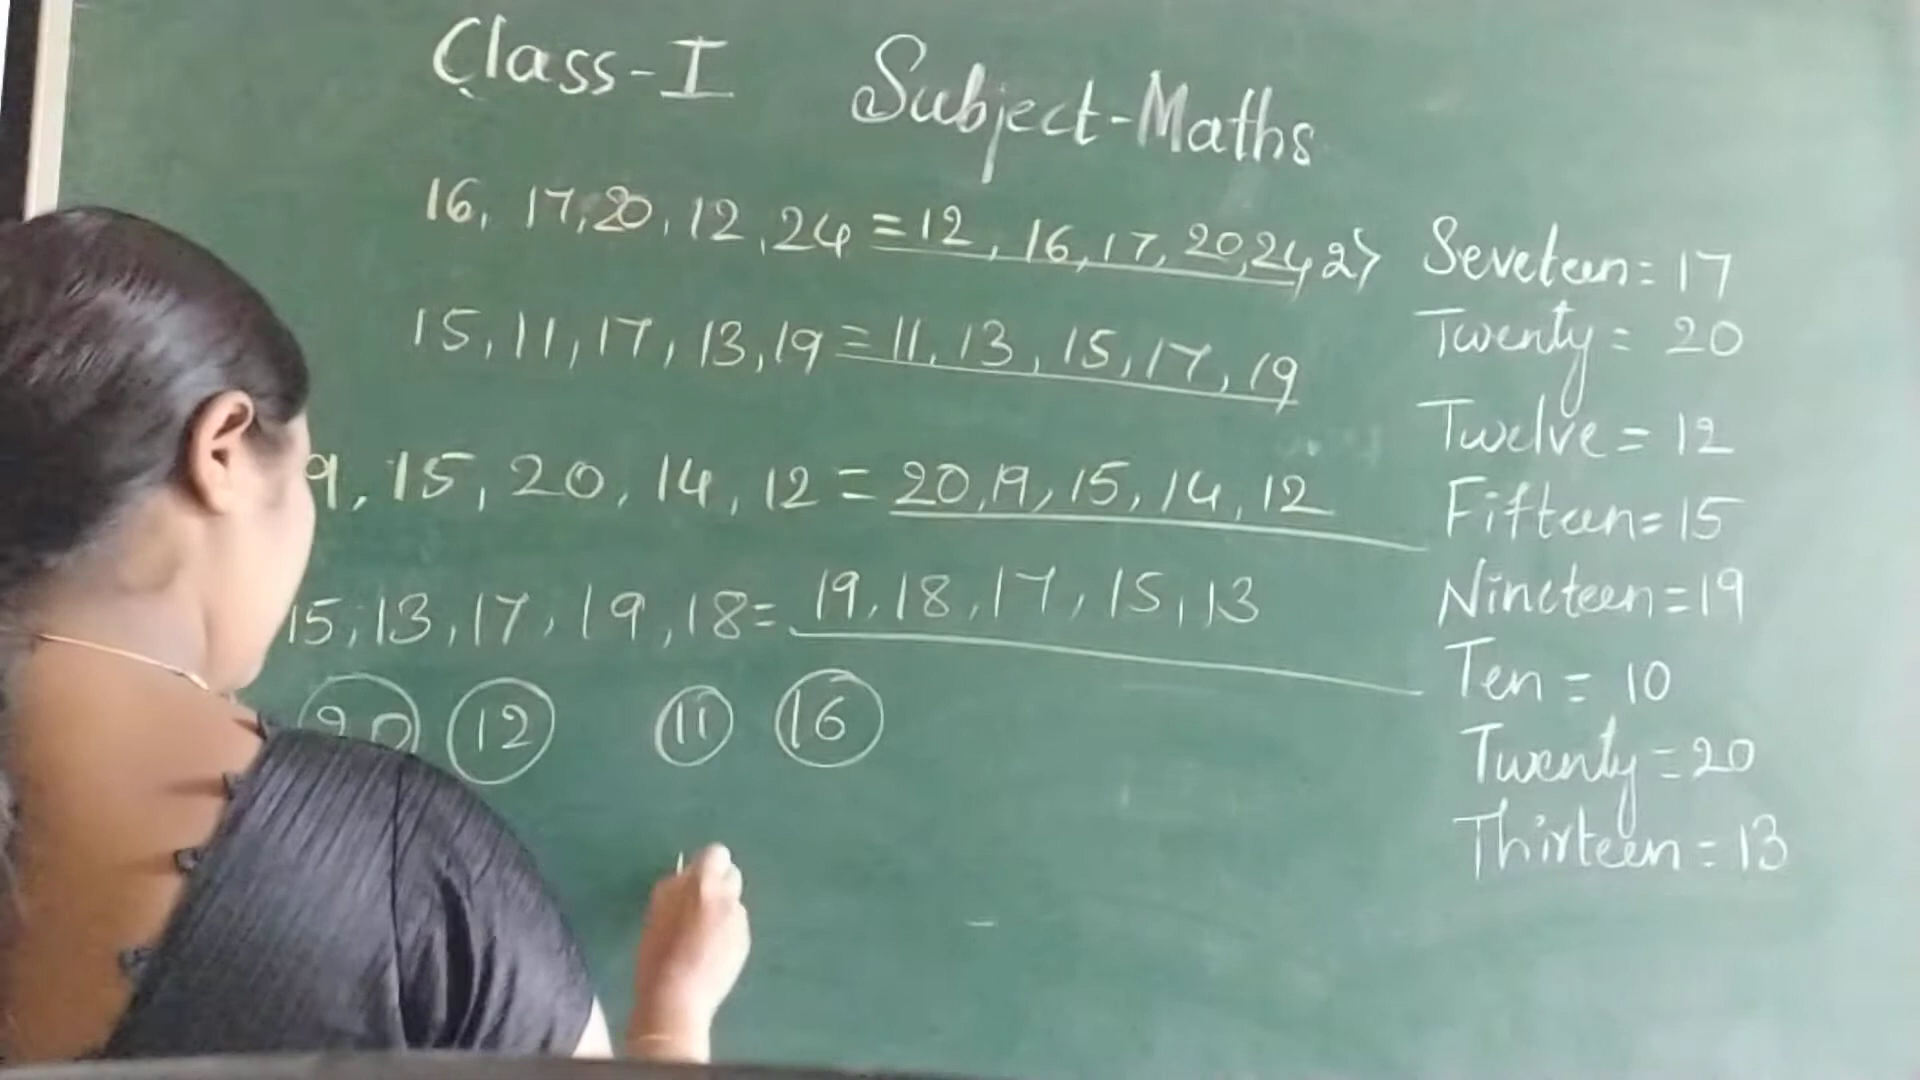 Class-I Subject-Maths
16, 17, 20, 12, 24 = 12, 16, 17, 20, 24
15, 11, 17, 13, 19 = 11, 13, 15, 17, 19
9, 15, 20, 14, 12 = 20, 19, 15, 14, 12
15, 13, 17, 19, 18 = 19, 18, 17, 15, 13
20 12 11 16
2) Seveteen = 17
Twenty = 20
Twelve = 12
Fifteen = 15
Nineteen = 19
Ten = 10
Twenty = 20
Thirteen = 13